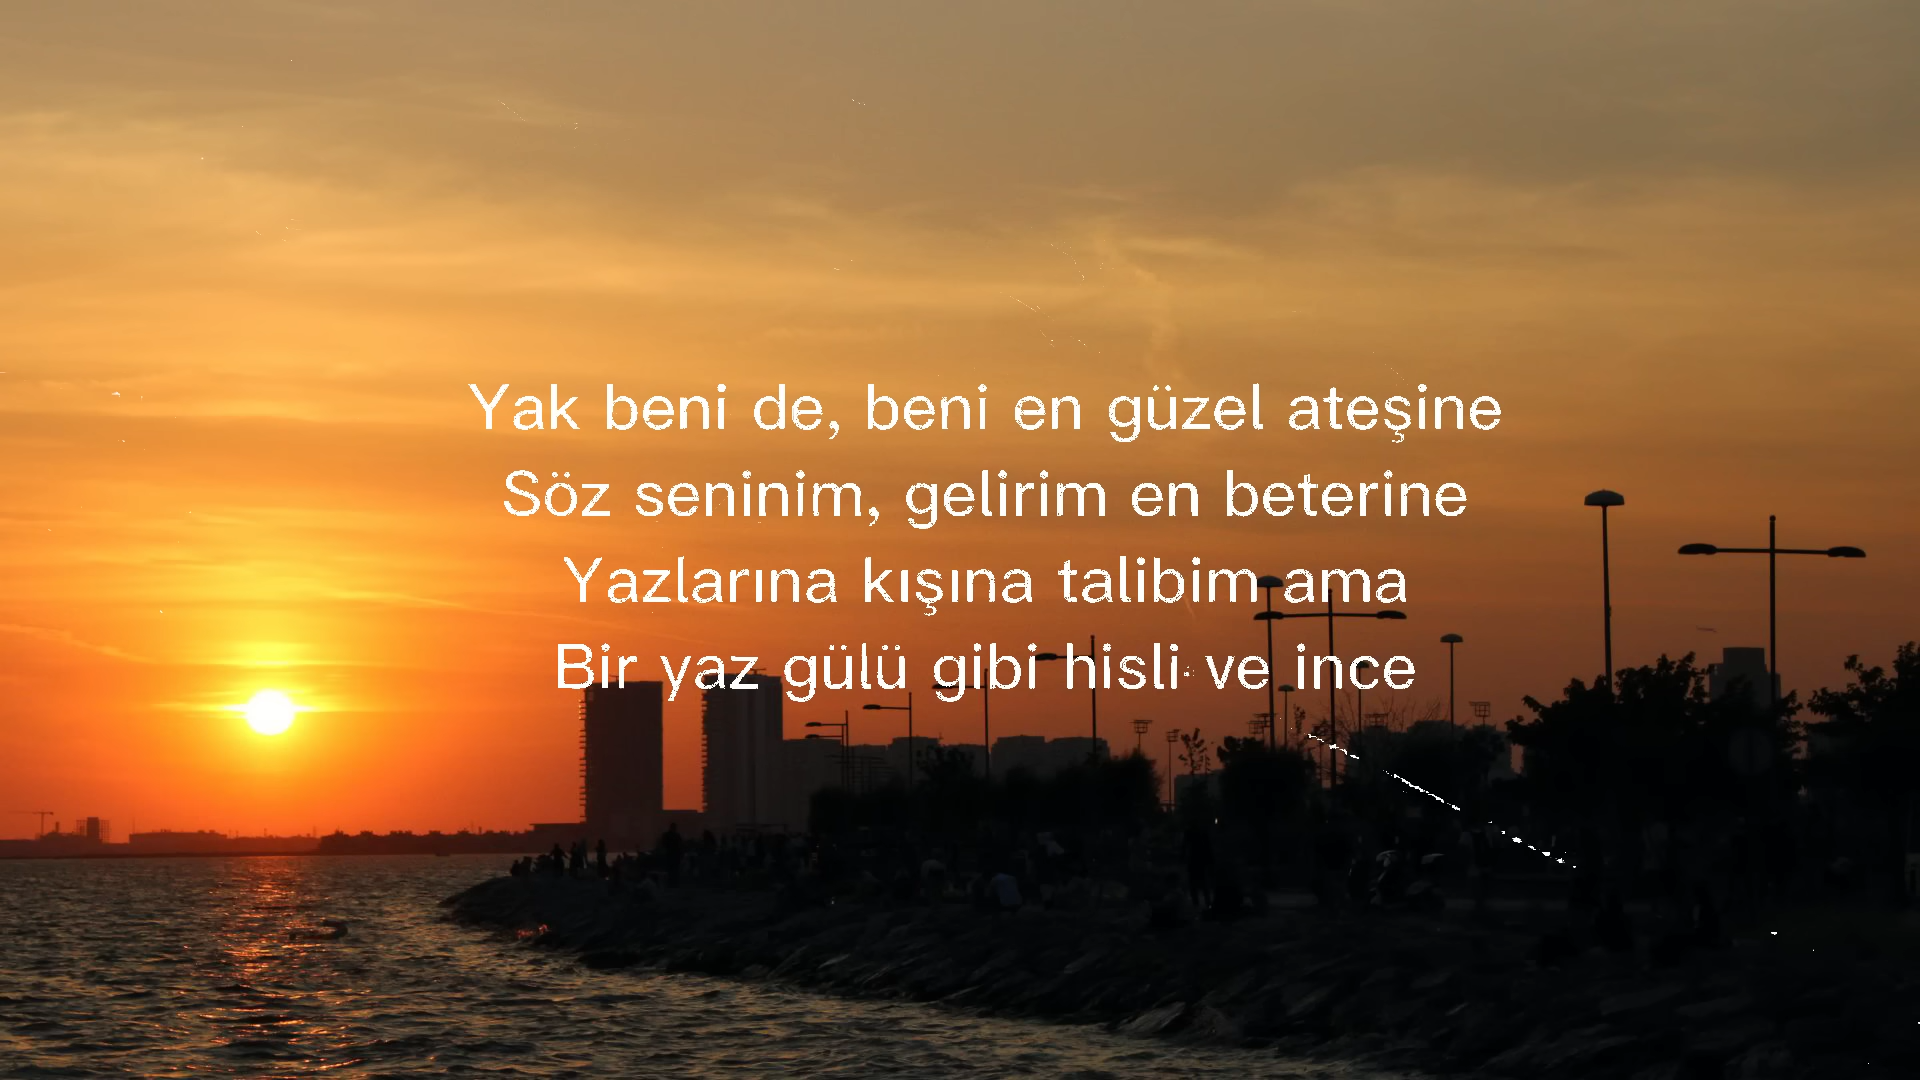 Yak beni de, beni en güzel ateşine
Söz seninim, gelirim en beterine
Yazlarına kışına talibim ama
Bir yaz gülü gibi hisli ve ince